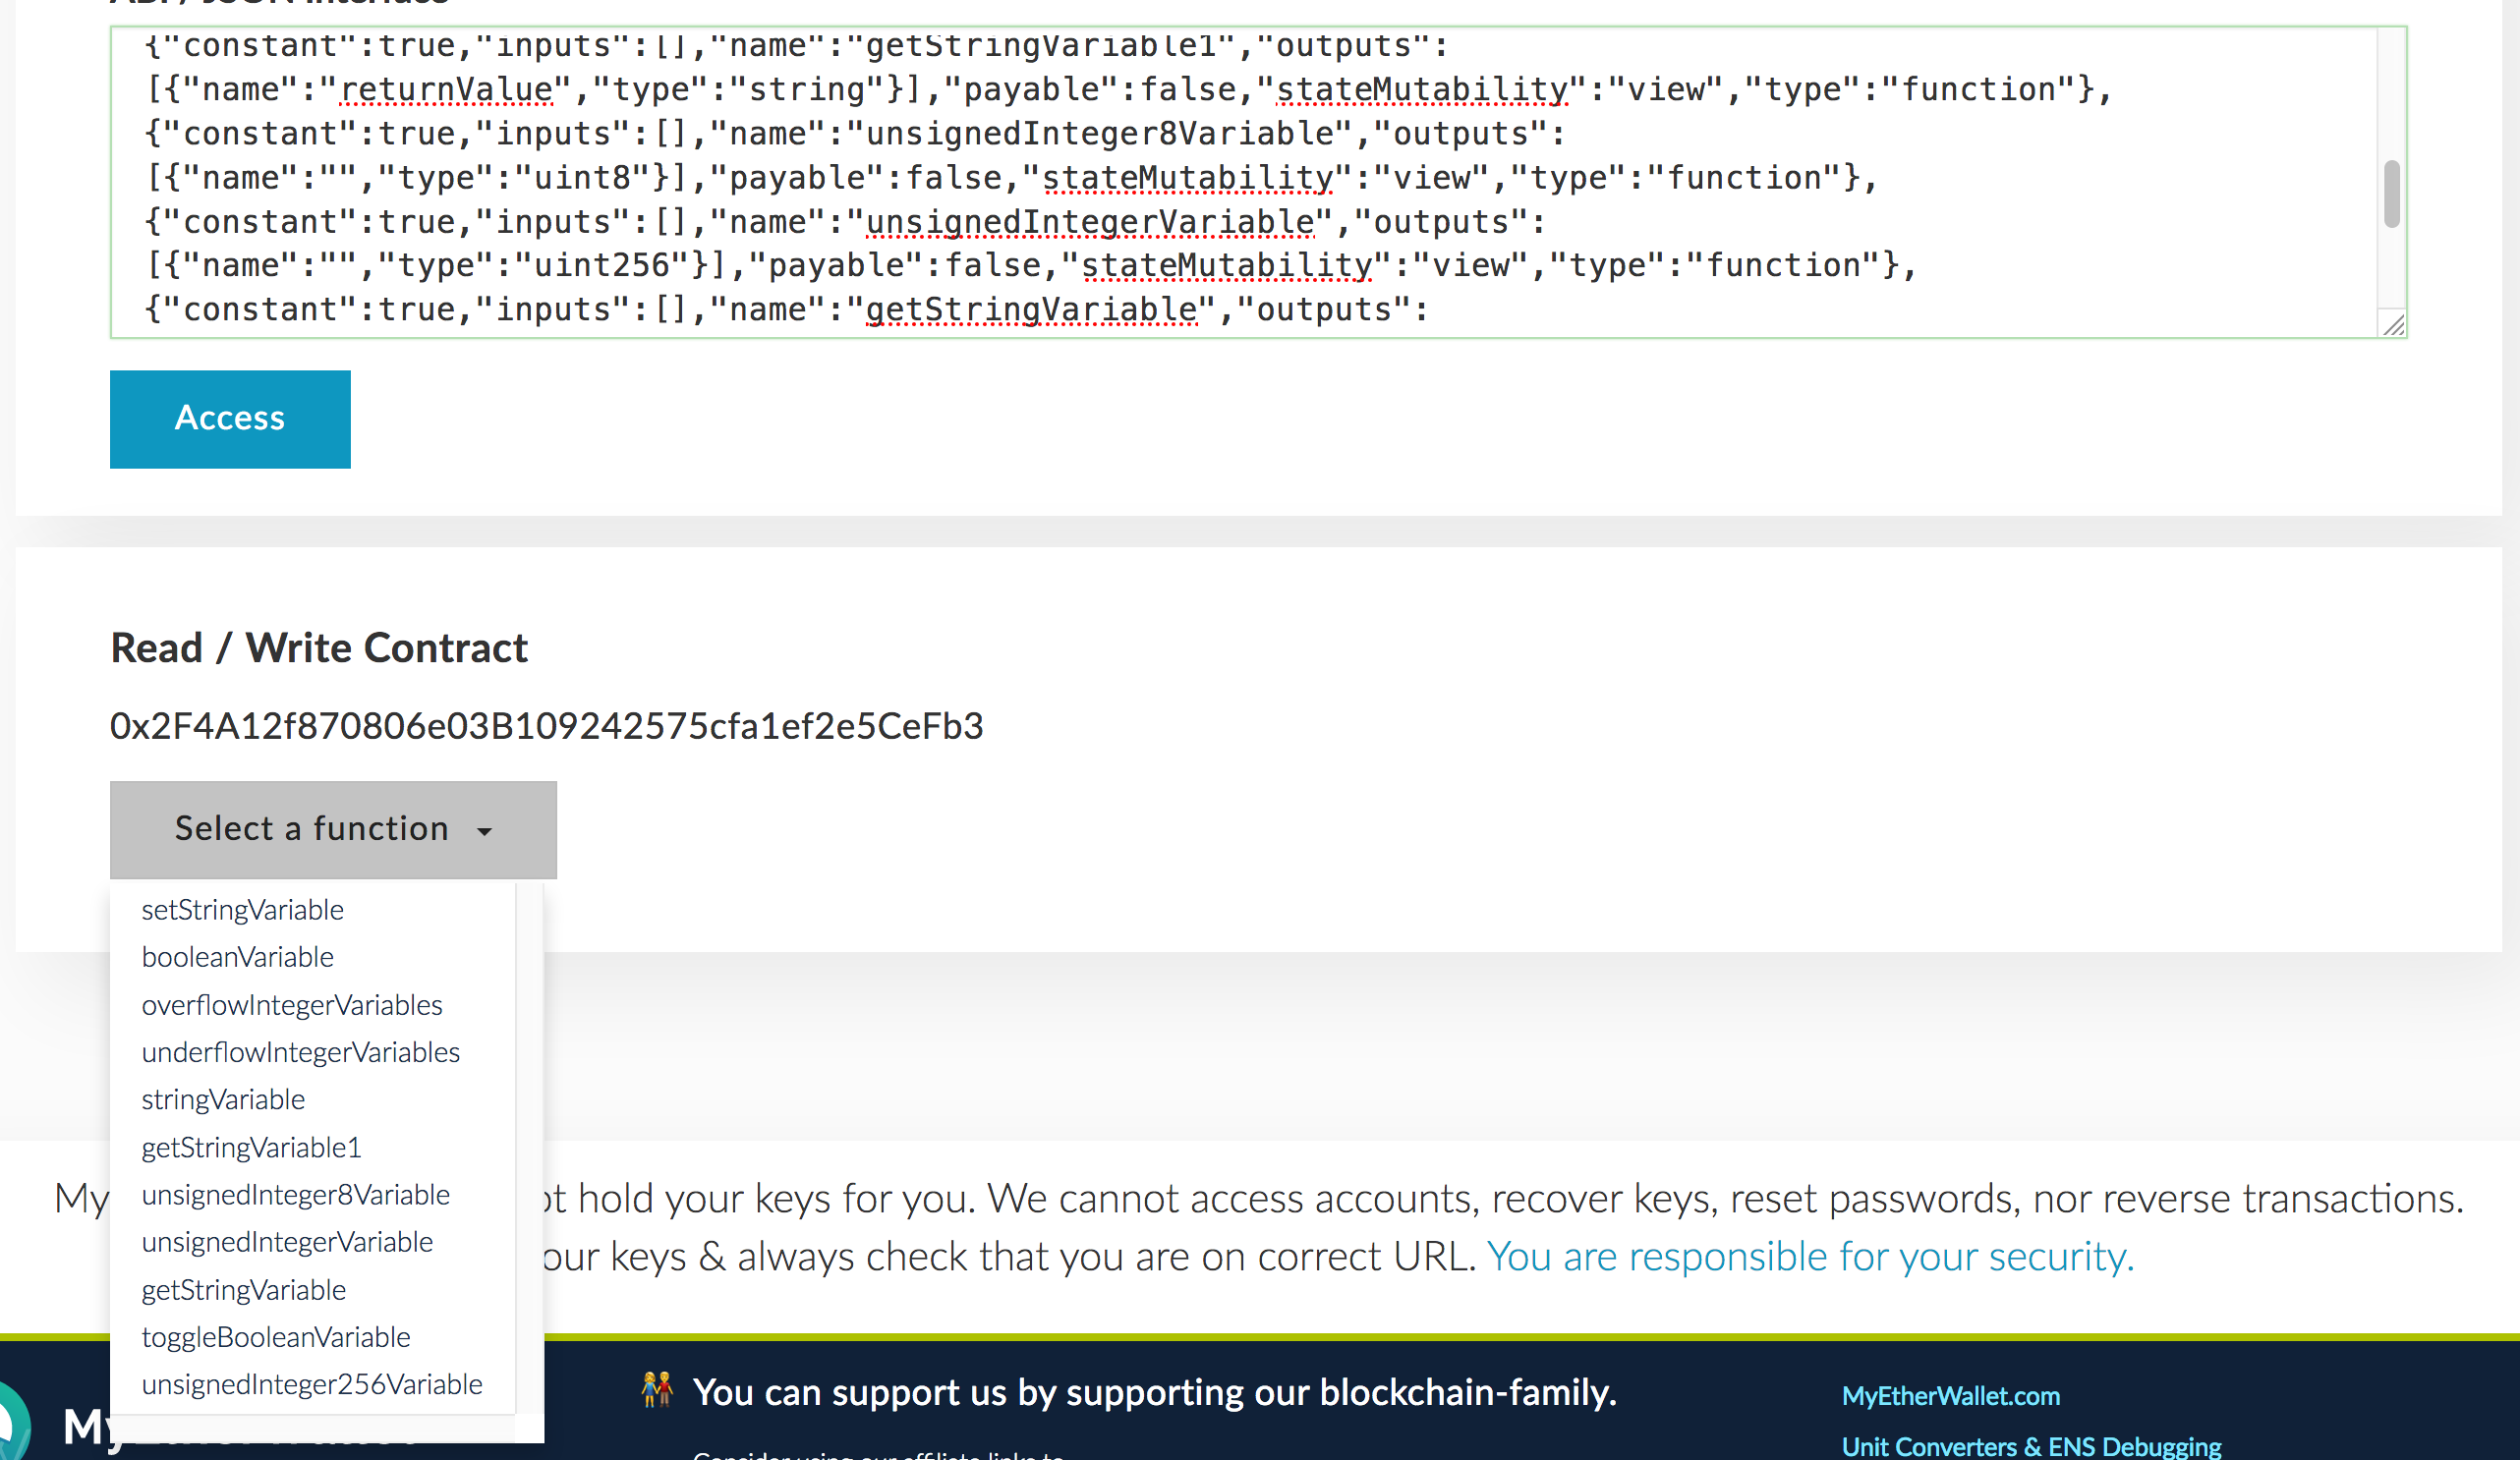 ABI / JSON Interface
{"constant":true,"inputs":[],"name":"getStringVariable1","outputs":
[{"name":"returnValue","type":"string"}],"payable":false,"stateMutability":"view","type":"function"},
{"constant":true,"inputs":[],"name":"unsignedInteger8Variable","outputs":
[{"name":"","type":"uint8"}],"payable":false,"stateMutability":"view","type":"function"},
{"constant":true,"inputs":[],"name":"unsignedIntegerVariable","outputs":
[{"name":"","type":"uint256"}],"payable":false,"stateMutability":"view","type":"function"},
{"constant":true,"inputs":[],"name":"getStringVariable","outputs":
Access
Read / Write Contract
0x2F4A12f870806e03B109242575cfa1ef2e5CeFb3
Select a function
setStringVariable
booleanVariable
overflowIntegerVariables
underflowIntegerVariables
stringVariable
getStringVariable1
unsignedInteger8Variable
unsignedIntegerVariable
getStringVariable
toggleBooleanVariable
unsignedInteger256Variable
My ot hold your keys for you. We cannot access accounts, recover keys, reset passwords, nor reverse transactions.
our keys & always check that you are on correct URL. You are responsible for your security.
My
You can support us by supporting our blockchain-family.
Consider using our affiliate links to
MyEtherWallet.com
Unit Converters & ENS Debugging